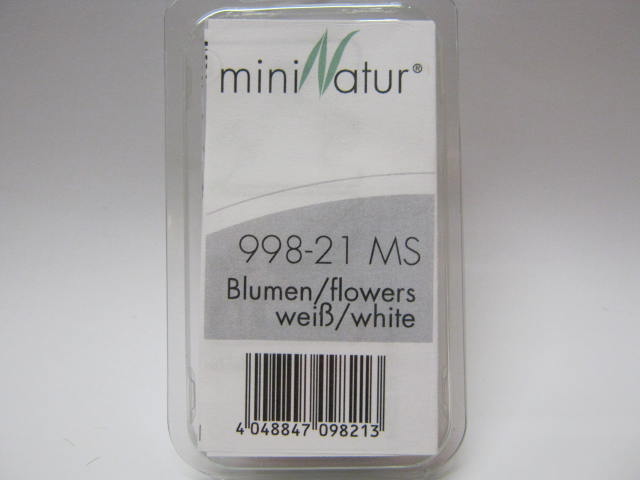 miniNatur®
998-21 MS
Blumen/flowers
weiß/white
4 048847 098213